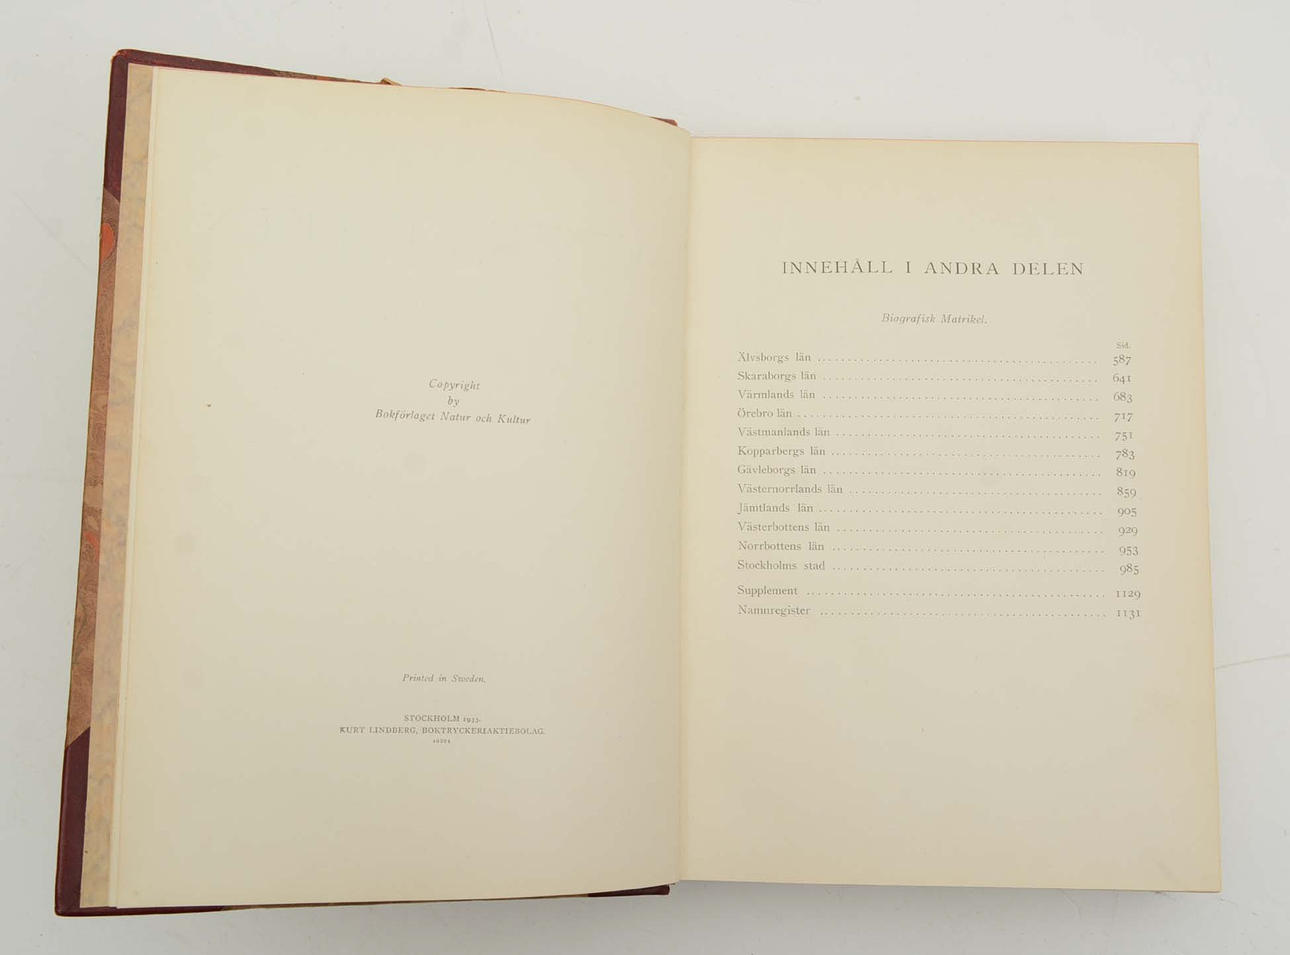 Copyright
by
Bokförlaget Natur och Kultur
Printed in Sweden.
STOCKHOLM
KURT LINDBERG, BOKTRYCKERIAKTIEBOLAG.
INNEHÅLL I ANDRA DELEN
Biografisk Matrikel.
Sid.
Älvsborgs län 587
Skaraborgs län 641
Värmlands län 683
Örebro län 717
Västmanlands län 751
Kopparbergs län 783
Gävleborgs län 819
Västernorrlands län 859
Jämtlands län 905
Västerbottens län 929
Norrbottens län 953
Stockholms stad 985
Supplement 1129
Namnregister 1131